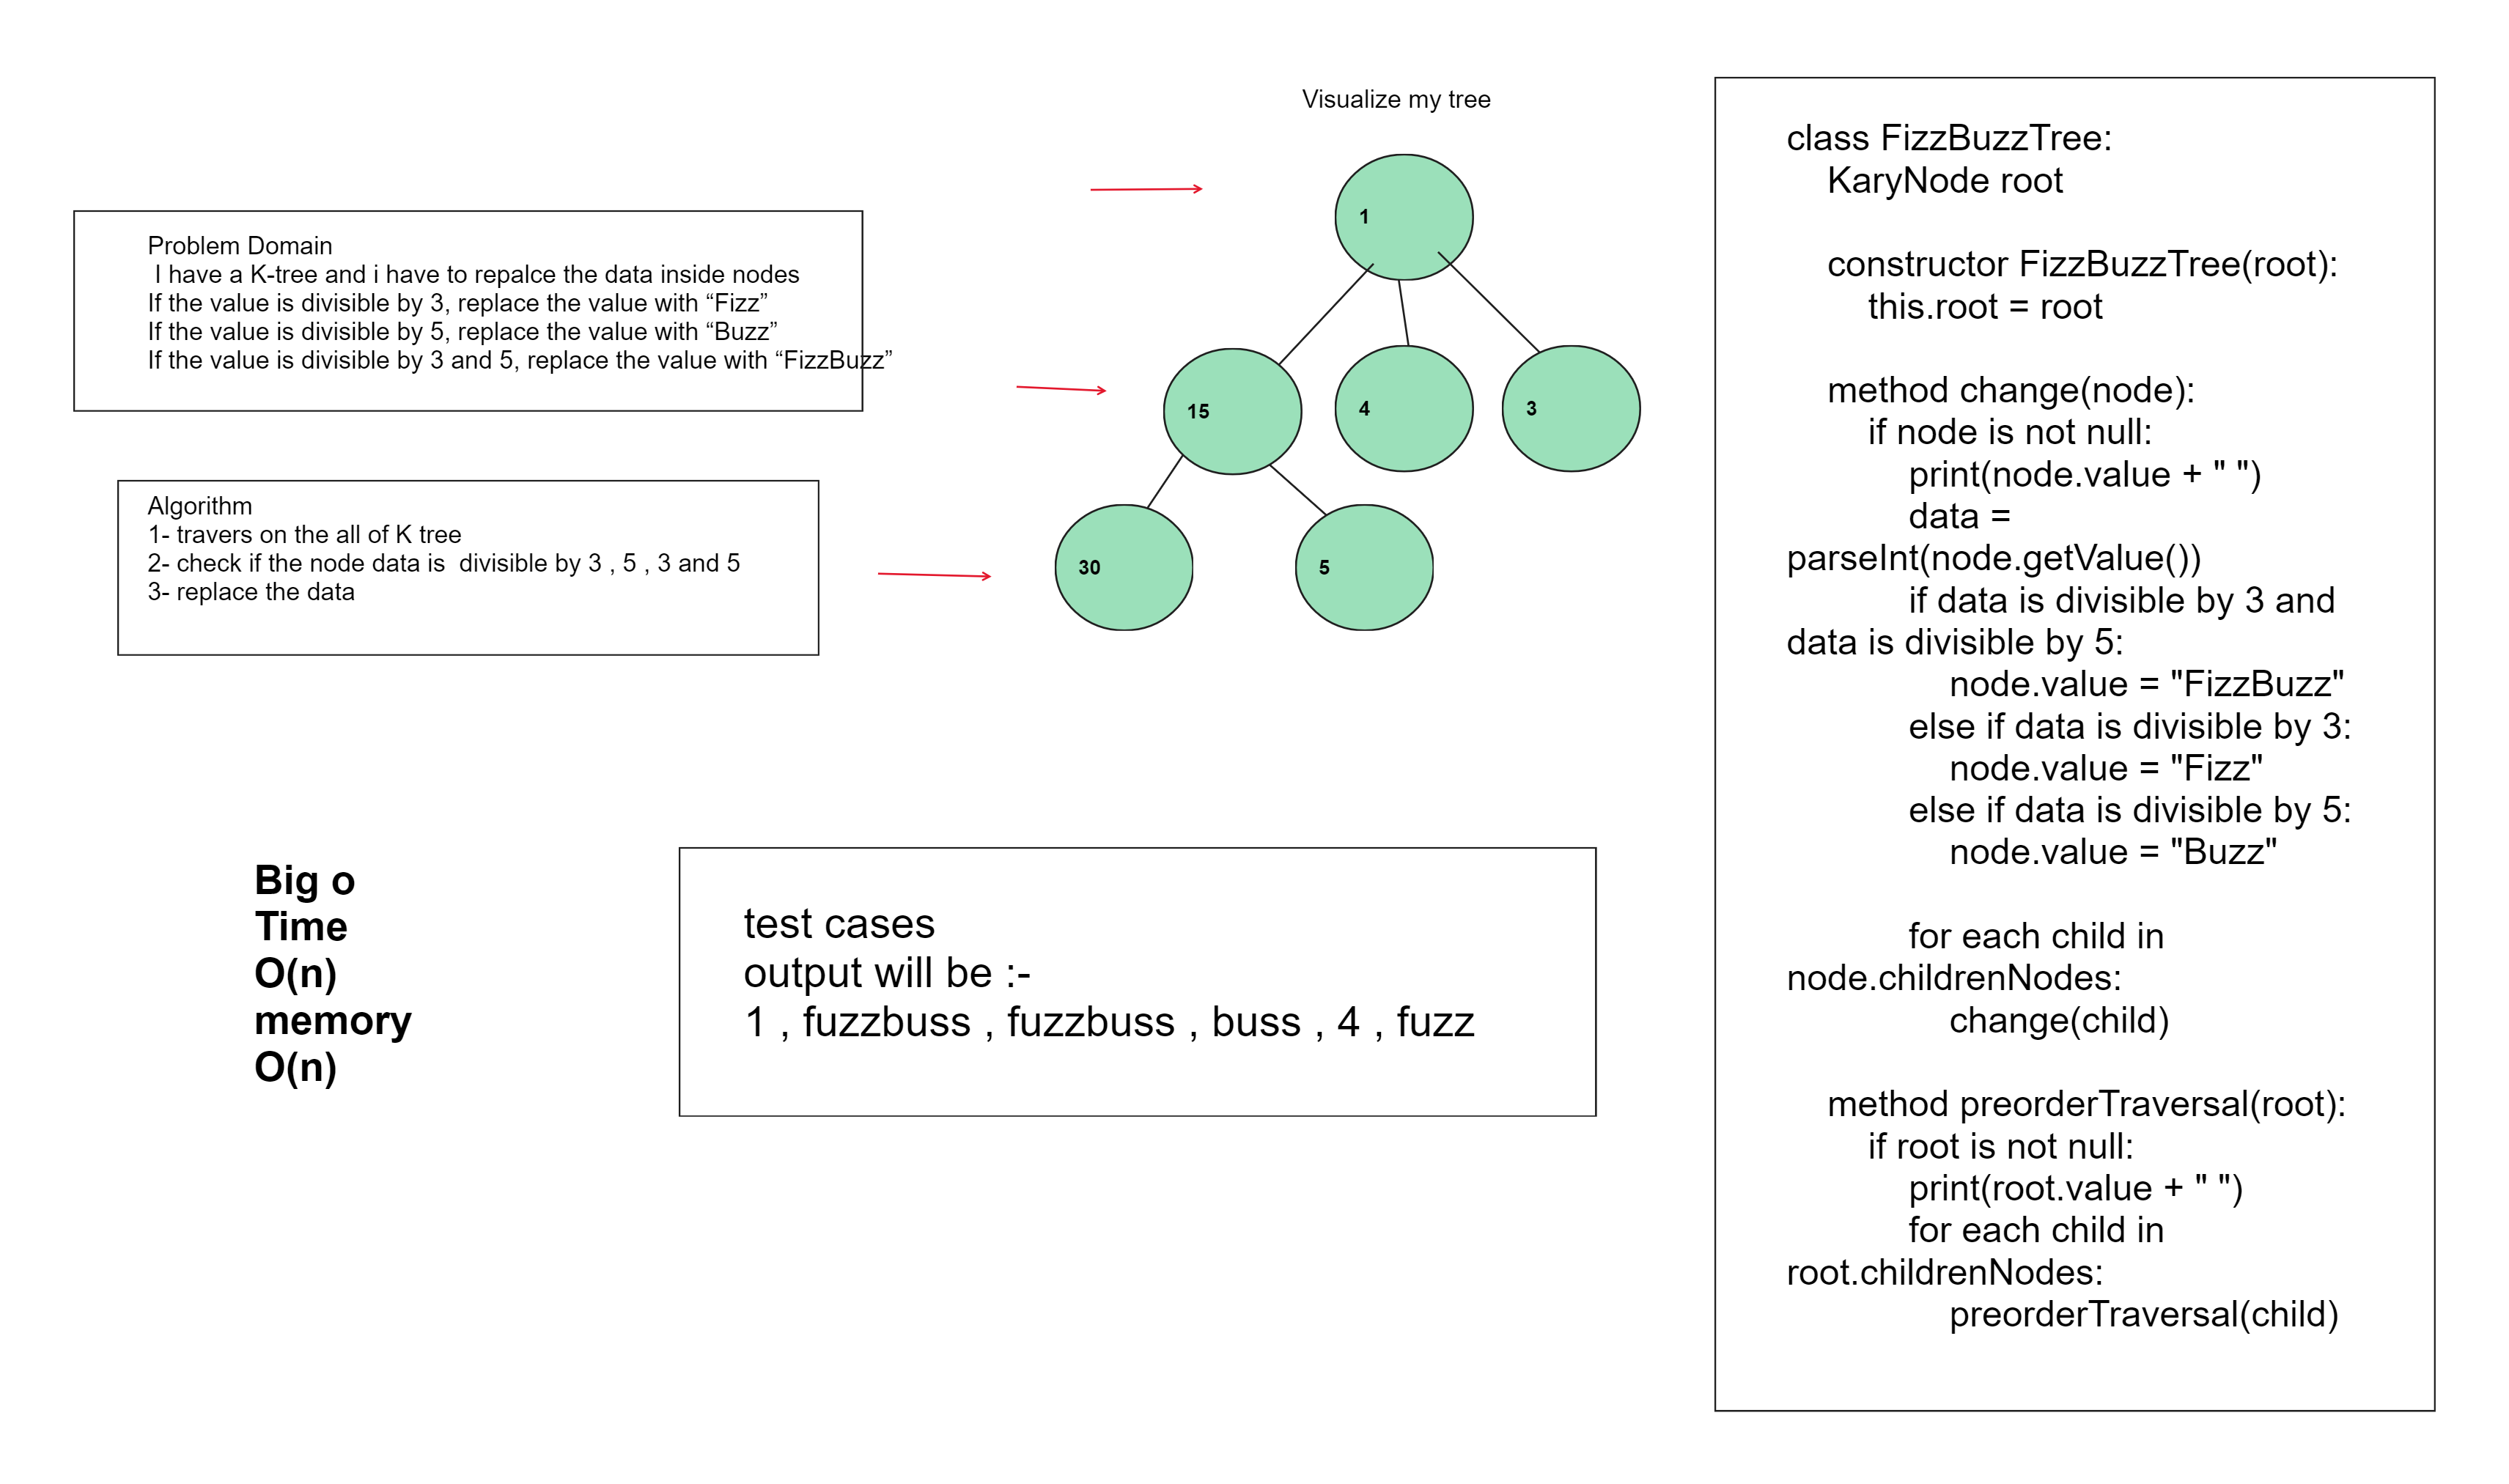 Visualize my tree
1
15
4
3
30
5
Problem Domain
I have a K-tree and i have to repalce the data inside nodes
If the value is divisible by 3, replace the value with “Fizz”
If the value is divisible by 5, replace the value with “Buzz”
If the value is divisible by 3 and 5, replace the value with “FizzBuzz”
Algorithm
1- travers on the all of K tree
2- check if the node data is  divisible by 3 , 5 , 3 and 5
3- replace the data
Big o
Time
O(n)
memory
O(n)
test cases
output will be :-
1 , fuzzbuss , fuzzbuss , buss , 4 , fuzz
class FizzBuzzTree:
KaryNode root
constructor FizzBuzzTree(root):
this.root = root
method change(node):
if node is not null:
print(node.value + " ")
data =
parseInt(node.getValue())
if data is divisible by 3 and
data is divisible by 5:
node.value = "FizzBuzz"
else if data is divisible by 3:
node.value = "Fizz"
else if data is divisible by 5:
node.value = "Buzz"
for each child in
node.childrenNodes:
change(child)
method preorderTraversal(root):
if root is not null:
print(root.value + " ")
for each child in
root.childrenNodes:
preorderTraversal(child)